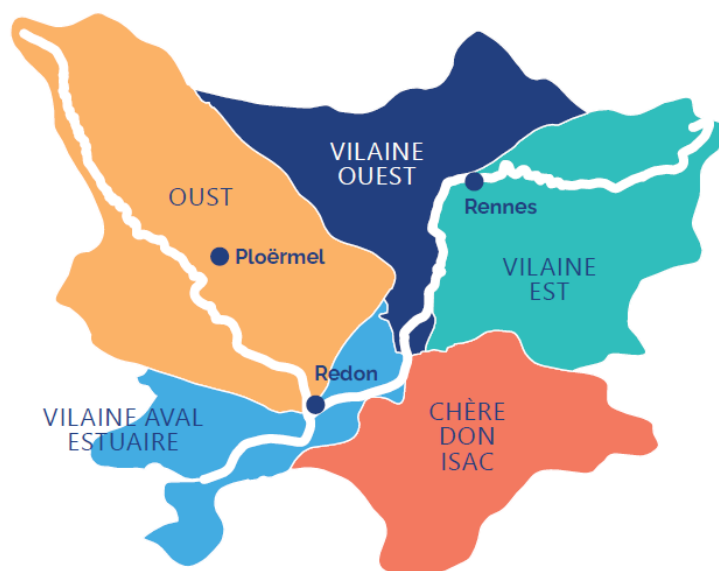 VILAINE
OUEST
OUST
Rennes
Ploërmel
VILAINE
EST
Redon
VILAINE AVAL
ESTUAIRE
CHÈRE
DON
ISAC